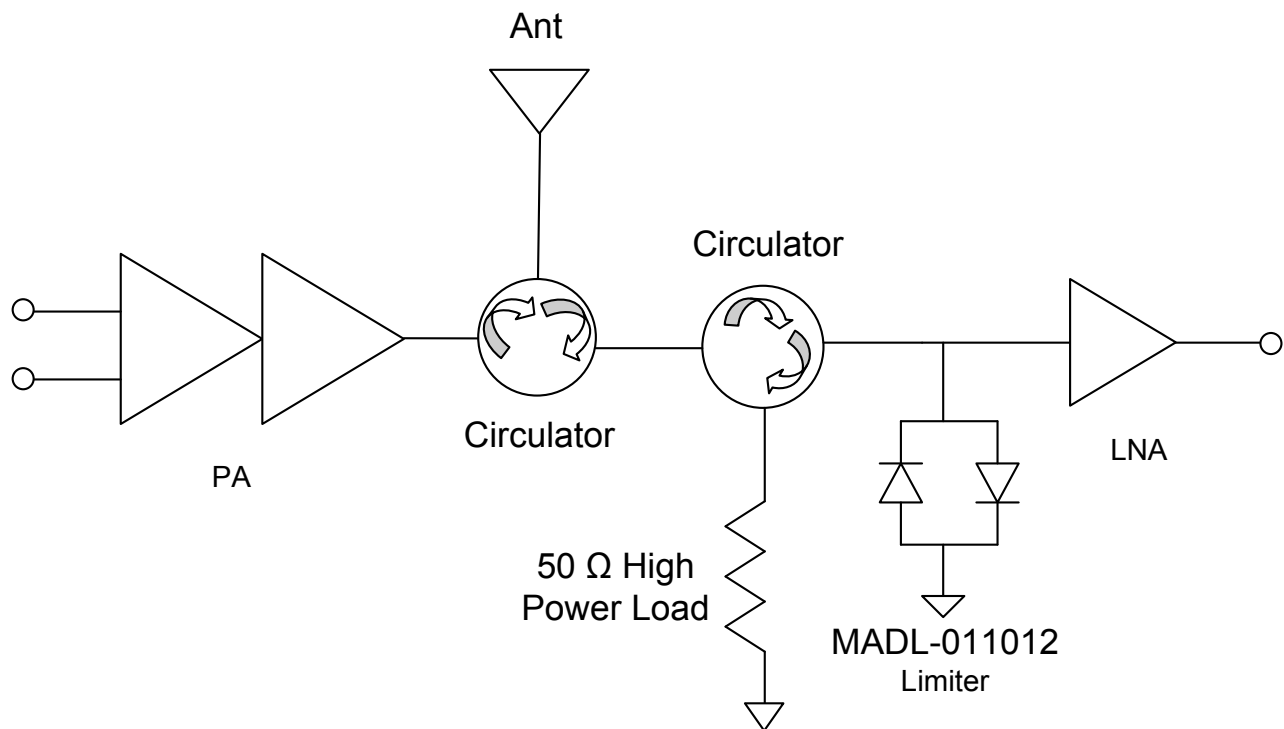 Ant
Circulator
Circulator
PA
LNA
50 Ω High
Power Load
MADL-011012
Limiter